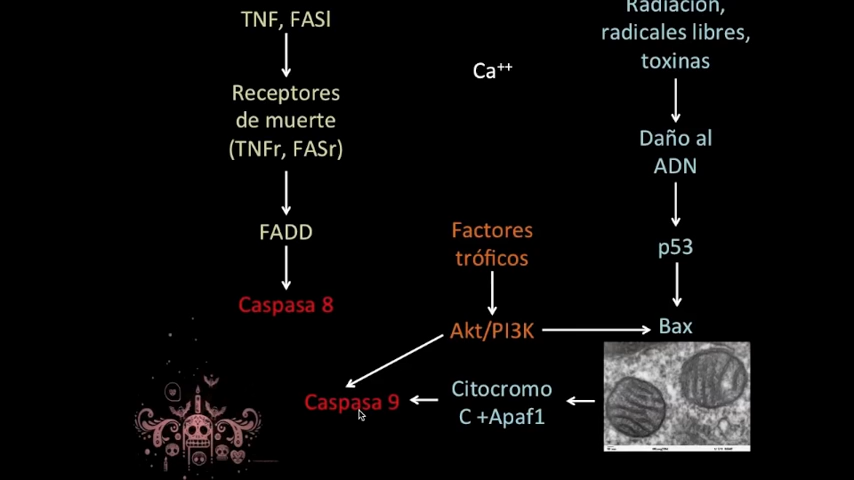 TNF, FASl
Receptores
de muerte
(TNFr, FASr)
FADD
Caspasa 8
Ca++
Factores
tróficos
Akt/PI3K
Radiación,
radicales libres,
toxinas
Daño al
ADN
p53
Bax
Citocromo
C +Apaf1
Caspasa 9